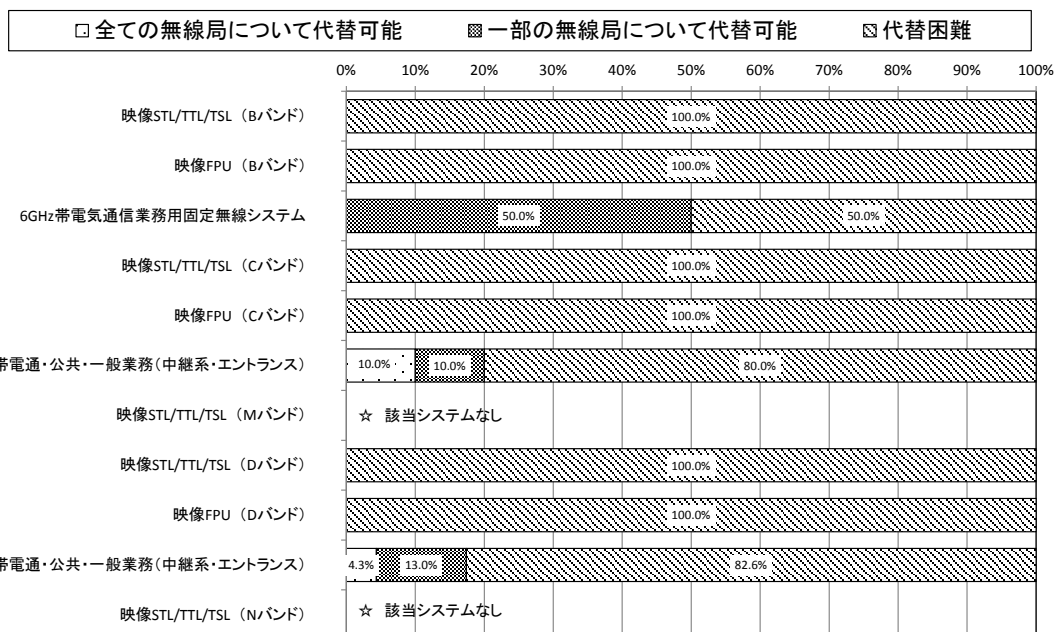 全ての無線局について代替可能 一部の無線局について代替可能 代替困難
0% 10% 20% 30% 40% 50% 60% 70% 80% 90% 100%
映像STL/TTL/TSL (Bバンド) 100.0%
映像FPU (Bバンド) 100.0%
6GHz帯電気通信業務用固定無線システム 50.0% 50.0%
映像STL/TTL/TSL (Cバンド) 100.0%
映像FPU (Cバンド) 100.0%
帯電通・公共・一般業務(中継系・エントランス) 10.0% 10.0% 80.0%
映像STL/TTL/TSL (Mバンド) ☆ 該当システムなし
映像STL/TTL/TSL (Dバンド) 100.0%
映像FPU (Dバンド) 100.0%
帯電通・公共・一般業務(中継系・エントランス) 4.3% 13.0% 82.6%
映像STL/TTL/TSL (Nバンド) ☆ 該当システムなし